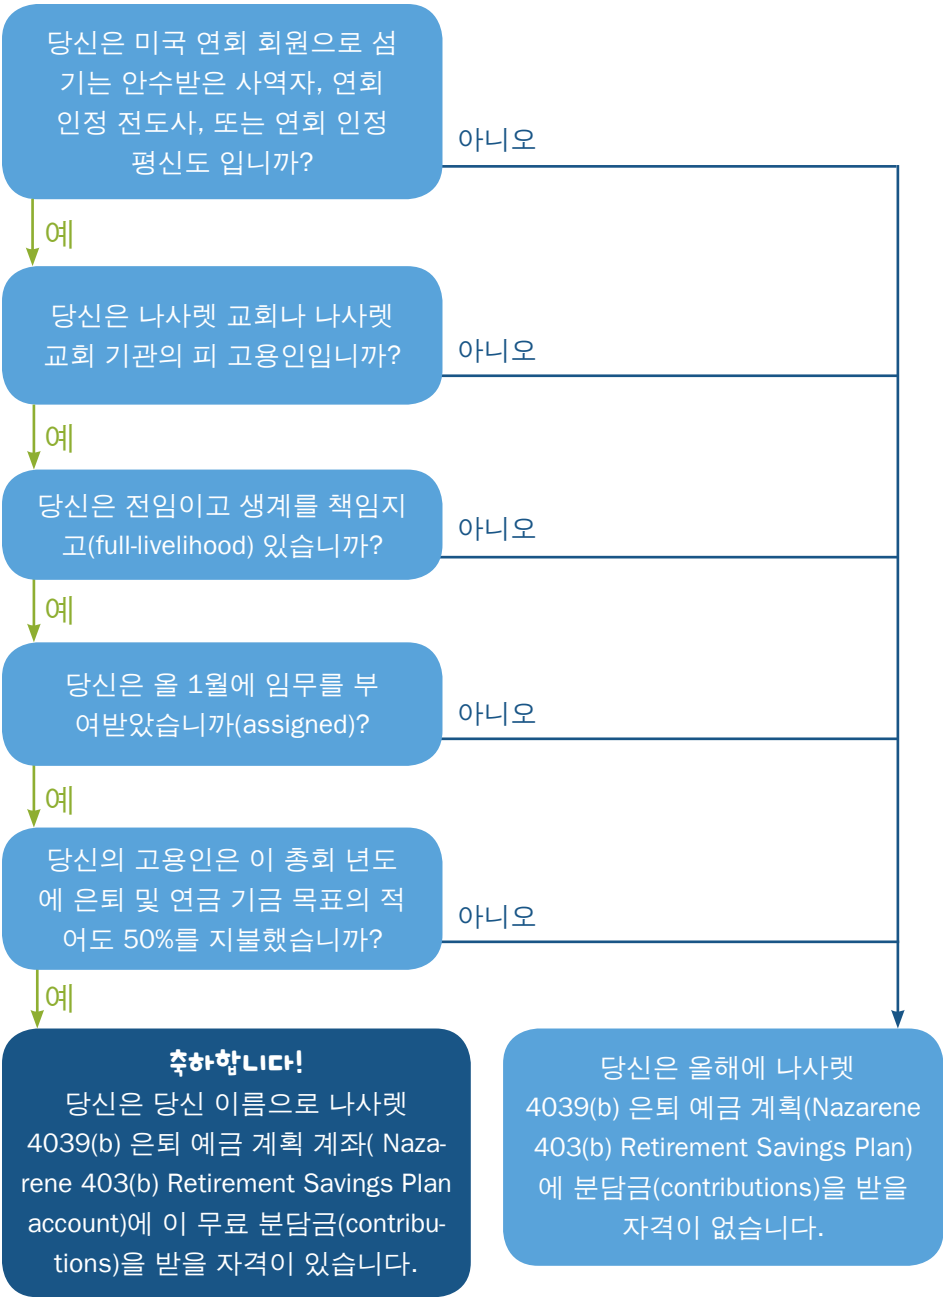 당신은 미국 연회 회원으로 섬
기는 안수받은 사역자, 연회
인정 전도사, 또는 연회 인정
평신도 입니까?
아니오
예
당신은 나사렛 교회나 나사렛
교회 기관의 피 고용인입니까?
아니오
예
당신은 전임이고 생계를 책임지
고(full-livelihood) 있습니까?
아니오
예
당신은 올 1월에 임무를 부
여받았습니까(assigned)?
아니오
예
당신의 고용인은 이 총회 년도
에 은퇴 및 연금 기금 목표의 적
어도 50%를 지불했습니까?
아니오
예
축하합니다!
당신은 당신 이름으로 나사렛
4039(b) 은퇴 예금 계획 계좌( Naza-
rene 403(b) Retirement Savings Plan
account)에 이 무료 분담금(contribu-
tions)을 받을 자격이 있습니다.
당신은 올해에 나사렛
4039(b) 은퇴 예금 계획(Nazarene
403(b) Retirement Savings Plan)
에 분담금(contributions)을 받을
자격이 없습니다.